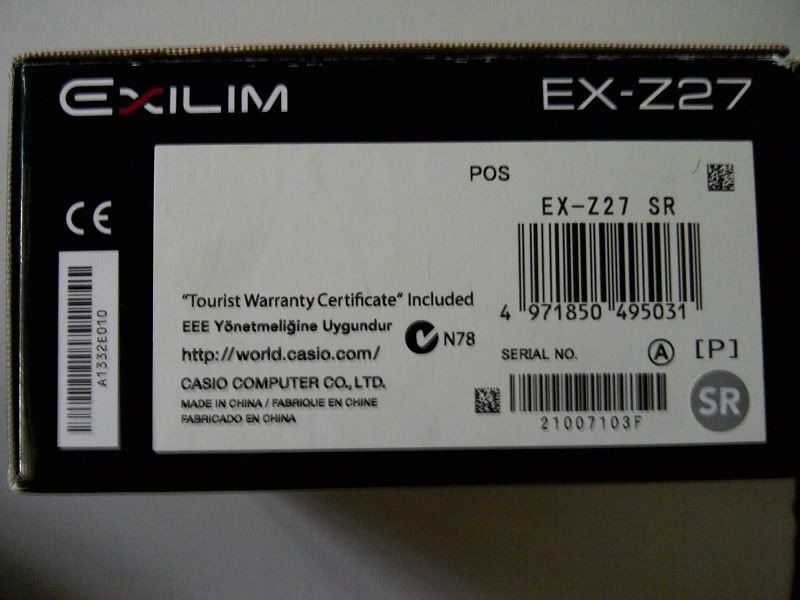 EXILIM
EX-Z27
POS
EX-Z27 SR
4 971850 495031
CE
A1332E010
"Tourist Warranty Certificate" Included
EEE Yönetmeliğine Uygundur
N78
http://world.casio.com/
CASIO COMPUTER CO., LTD.
MADE IN CHINA / FABRIQUE EN CHINE
FABRICADO EN CHINA
SERIAL NO.
A
[P]
21007103F
SR